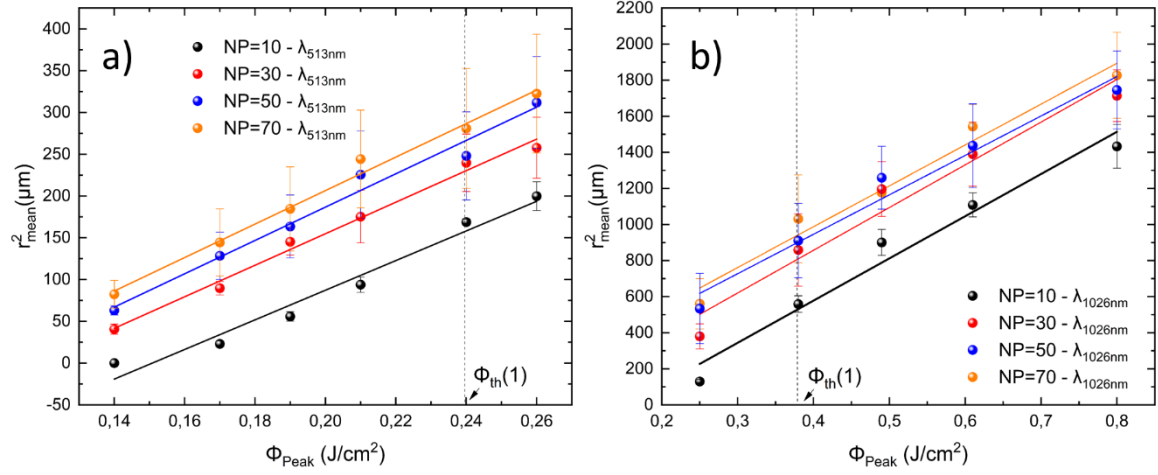 a)
NP=10 - λ513nm
NP=30 - λ513nm
NP=50 - λ513nm
NP=70 - λ513nm
400
350
300
250
200
150
100
50
0
-50
r²mean(μm)
Φth(1)
0,14 0,16 0,18 0,20 0,22 0,24 0,26
ΦPeak (J/cm²)
b)
2200
2000
1800
1600
1400
1200
1000
800
600
400
200
0
r²mean(μm)
NP=10 - λ1026nm
NP=30 - λ1026nm
NP=50 - λ1026nm
NP=70 - λ1026nm
Φth(1)
0,2 0,3 0,4 0,5 0,6 0,7 0,8 0,9
ΦPeak (J/cm²)